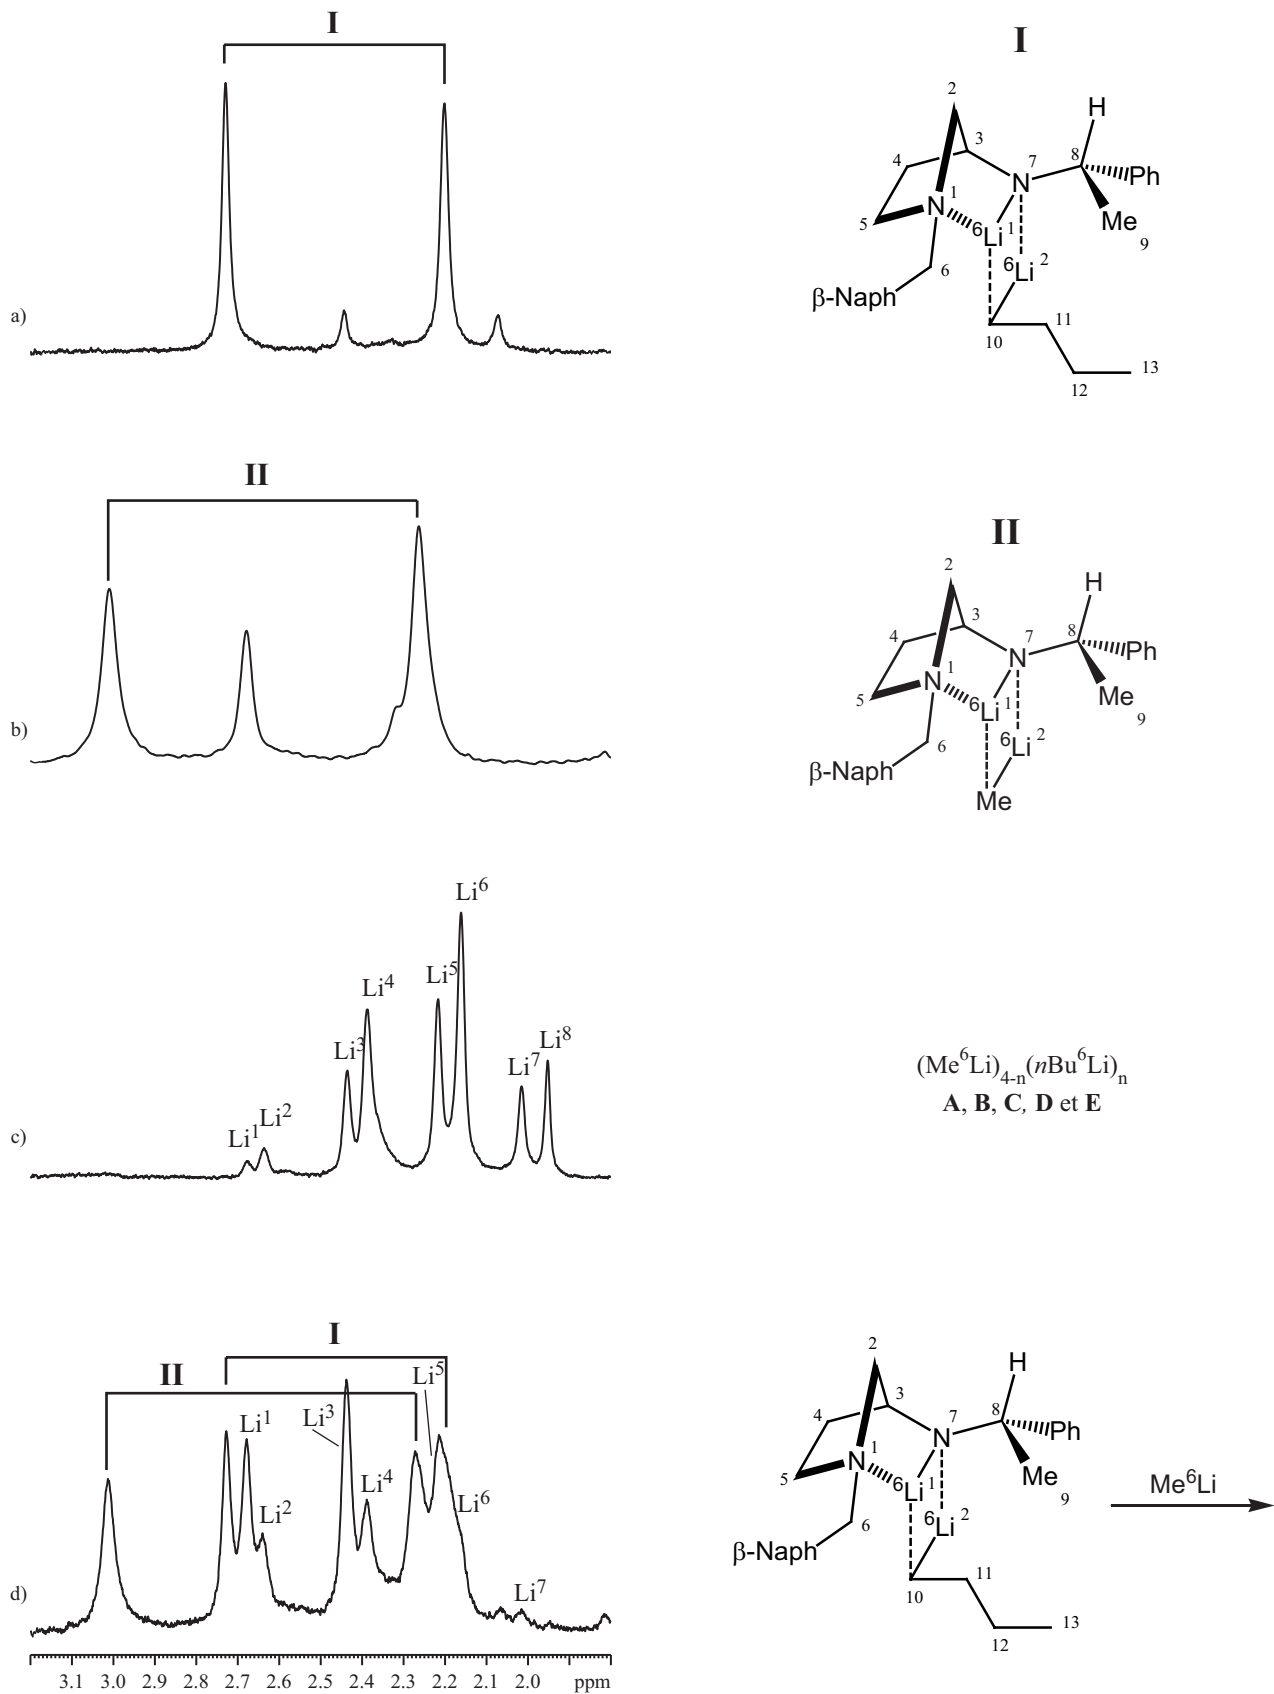 I
a)
I
2
H
3
4
7
8
N
Ph
N
1
5
6Li
1
Me
9
6Li
2
6
β-Naph
11
10
13
12
II
b)
II
2
H
3
4
7
8
N
Ph
N
1
5
6Li
1
Me
9
6Li
2
6
β-Naph
Me
Li6
Li4
Li5
Li3
Li8
Li7
Li1
Li2
c)
(Me6Li)4-n(nBu6Li)n
A, B, C, D et E
I
II
Li5
Li3
Li1
Li4
Li2
Li6
Li7
d)
3.1 3.0 2.9 2.8 2.7 2.6 2.5 2.4 2.3 2.2 2.1 2.0 ppm
2
H
3
4
7
8
N
Ph
N
1
5
6Li
1
Me
9
6Li
2
6
β-Naph
11
10
13
12
Me6Li